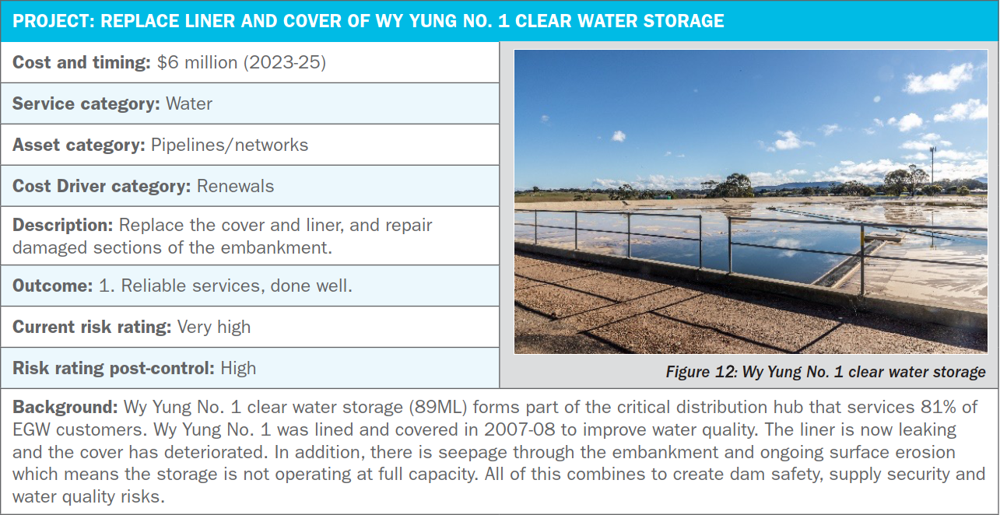 PROJECT: REPLACE LINER AND COVER OF WY YUNG NO. 1 CLEAR WATER STORAGE
Cost and timing: $6 million (2023-25)
Service category: Water
Asset category: Pipelines/networks
Cost Driver category: Renewals
Description: Replace the cover and liner, and repair
damaged sections of the embankment.
Outcome: 1. Reliable services, done well.
Current risk rating: Very high
Risk rating post-control: High
Figure 12: Wy Yung No. 1 clear water storage
Background: Wy Yung No. 1 clear water storage (89ML) forms part of the critical distribution hub that services 81% of
EGW customers. Wy Yung No. 1 was lined and covered in 2007-08 to improve water quality. The liner is now leaking
and the cover has deteriorated. In addition, there is seepage through the embankment and ongoing surface erosion
which means the storage is not operating at full capacity. All of this combines to create dam safety, supply security and
water quality risks.